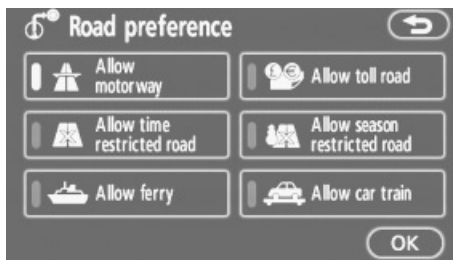 Road preference
Allow
motorway
Allow toll road
Allow time
restricted road
Allow season
restricted road
Allow ferry
Allow car train
OK